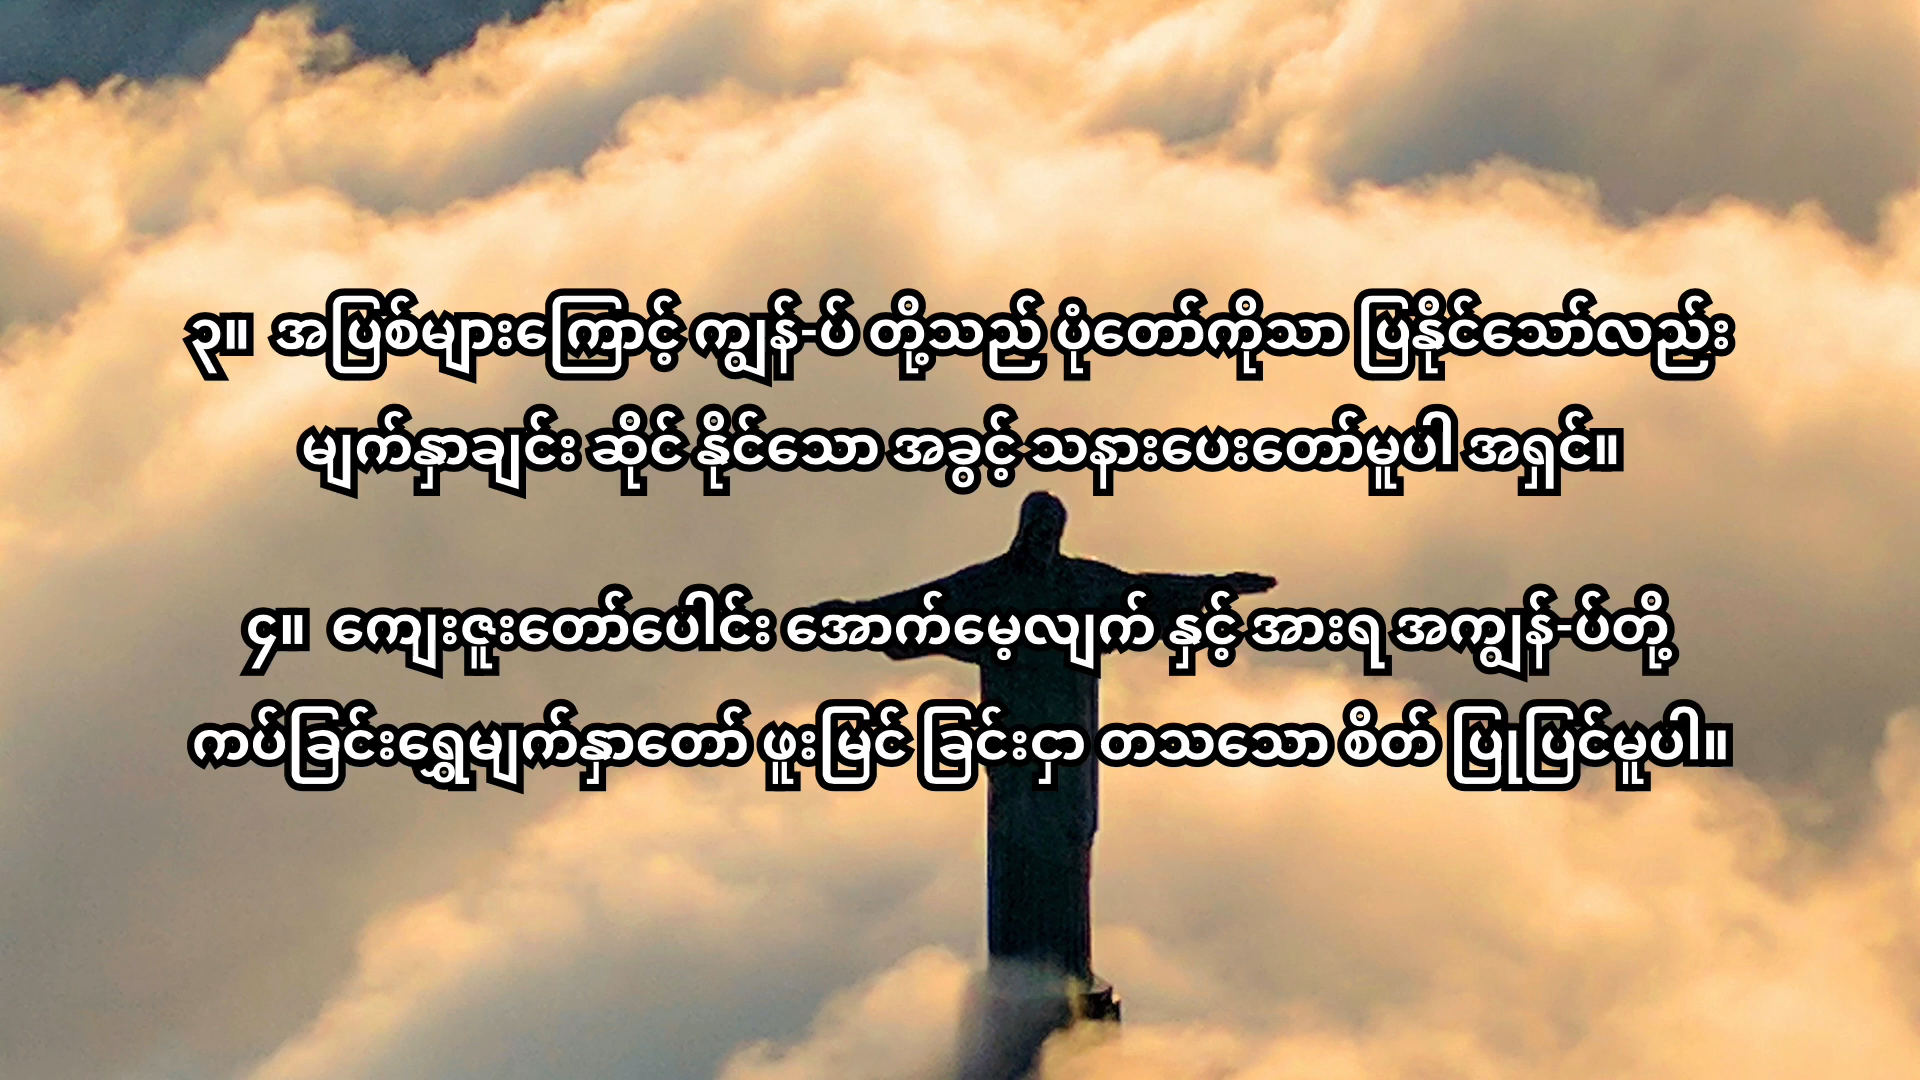 ၃။ အပြစ်များကြောင့် ကျွန်-ပ် တို့သည် ပုံတော်ကိုသာ ပြနိုင်သော်လည်း
မျက်နှာချင်း ဆိုင် နိုင်သော အခွင့် သနားပေးတော်မူပါ အရှင်။
၄။ ကျေးဇူးတော်ပေါင်း အောက်မေ့လျက် နှင့် အားရ အကျွန်-ပ်တို့
ကပ်ခြင်းရွှေမျက်နှာတော် ဖူးမြင် ခြင်းငှာ တသသော စိတ် ပြုပြင်မူပါ။